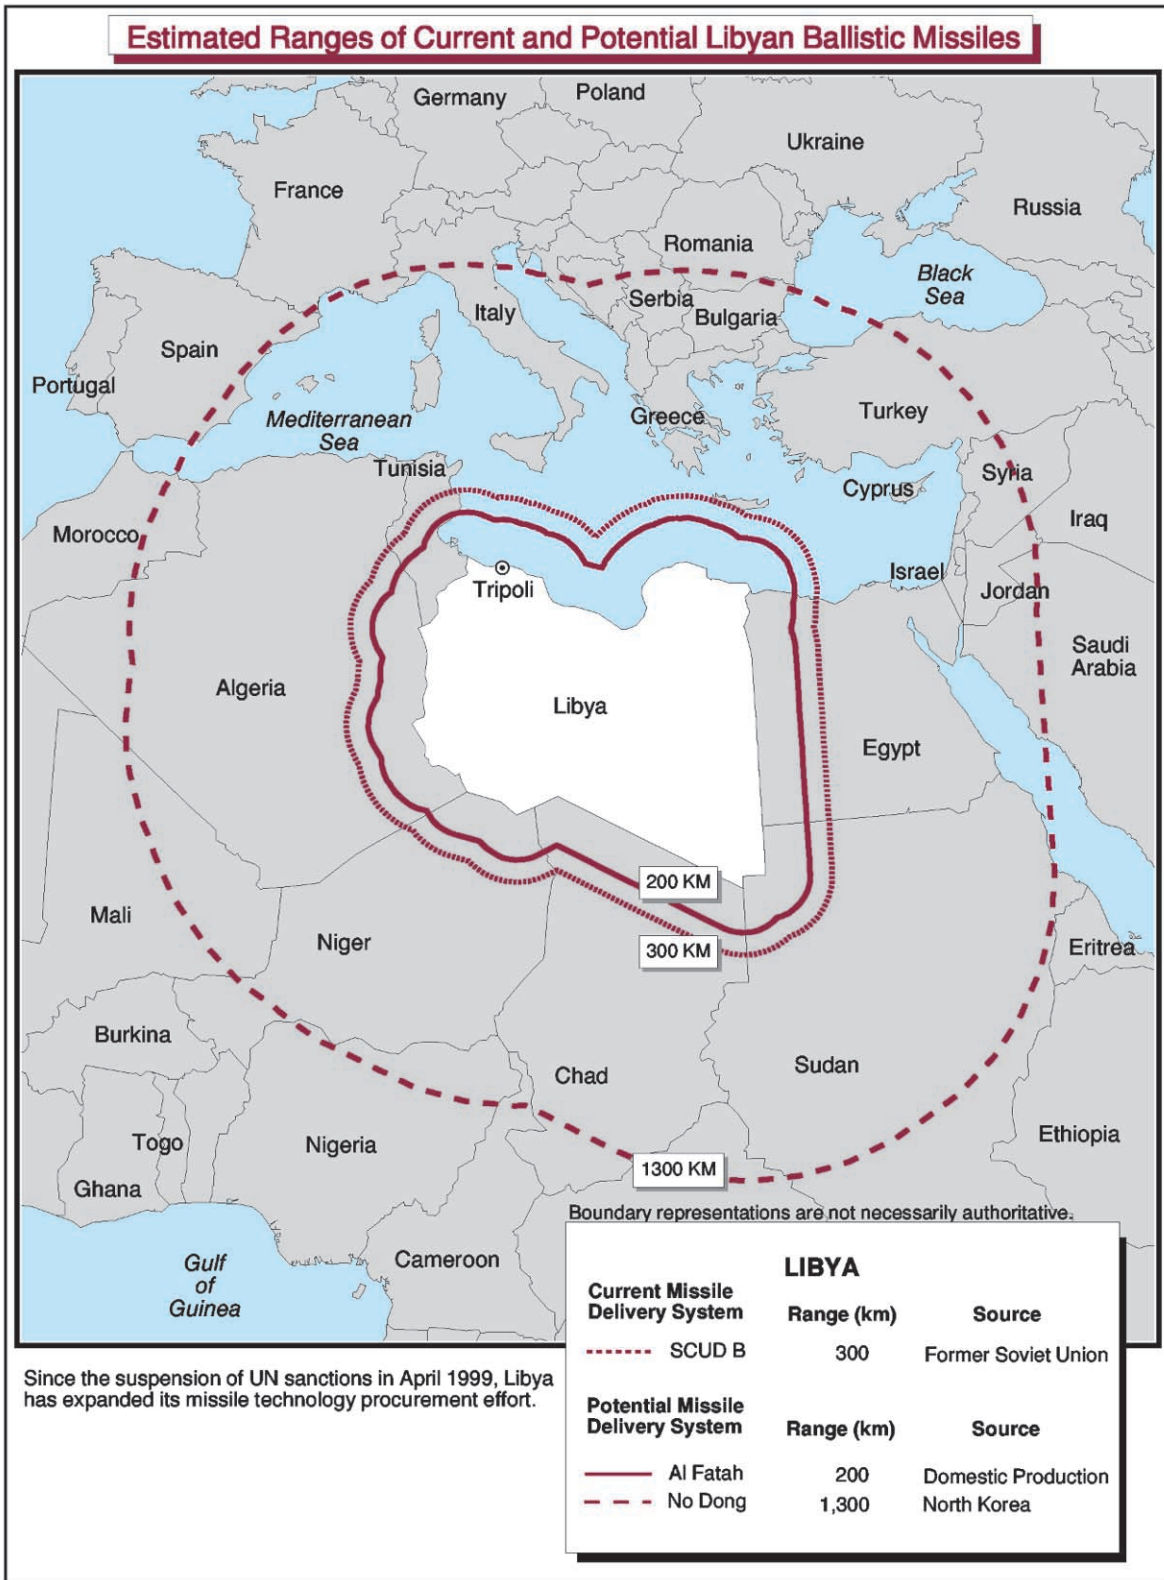 Estimated Ranges of Current and Potential Libyan Ballistic Missiles
Germany
Poland
Ukraine
France
Russia
Romania
Black
Sea
Italy
Serbia
Bulgaria
Spain
Portugal
Mediterranean
Sea
Greece
Turkey
Tunisia
Syria
Cyprus
Morocco
Iraq
Israel
Tripoli
Jordan
Saudi
Arabia
Algeria
Libya
Egypt
200 KM
Mali
Niger
300 KM
Eritrea
Burkina
Chad
Sudan
Togo
Nigeria
Ethiopia
1300 KM
Ghana
Boundary representations are not necessarily authoritative.
Gulf
of
Guinea
Cameroon
LIBYA
Current Missile
Delivery System Range (km) Source
SCUD B 300 Former Soviet Union
Potential Missile
Delivery System Range (km) Source
Al Fatah 200 Domestic Production
No Dong 1,300 North Korea
Since the suspension of UN sanctions in April 1999, Libya
has expanded its missile technology procurement effort.